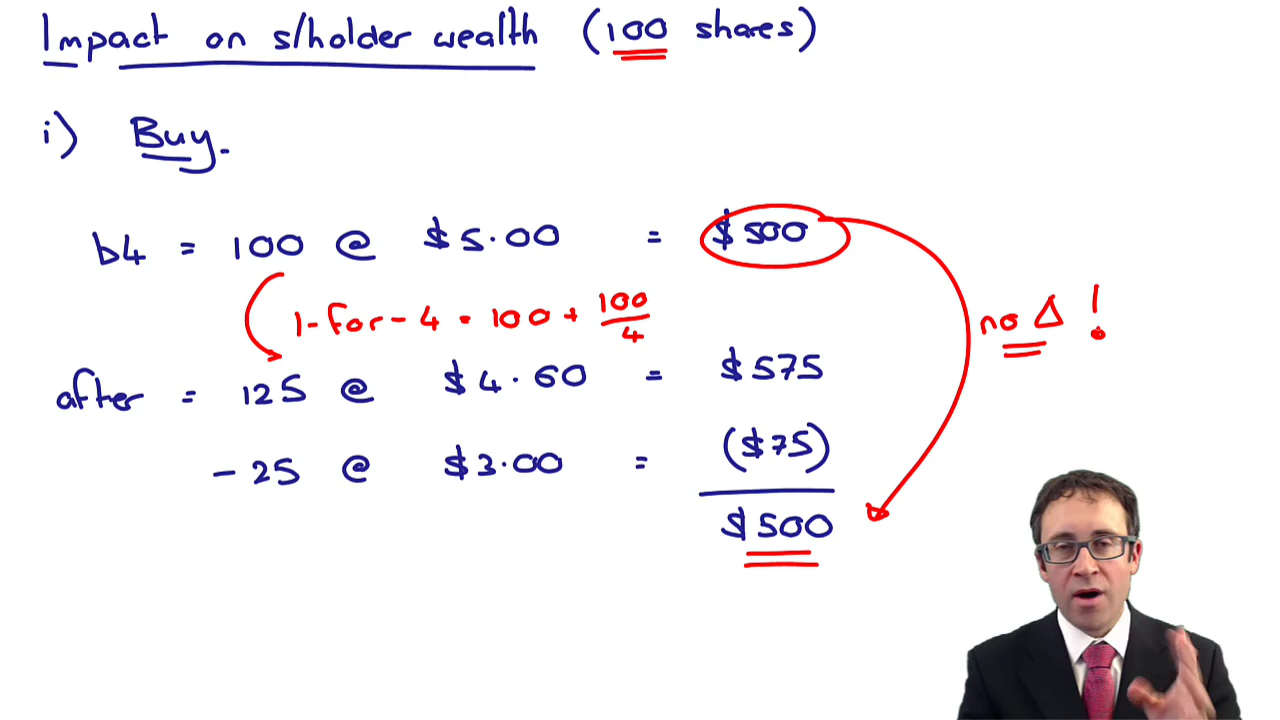 Impact on s/holder wealth (100 shares)
i) Buy.
b4 = 100 @ $5.00 = $500
1-for-4 = 100 + 100/4
no Δ !
after = 125 @ $4.60 = $575
- 25 @ $3.00 = ($75)
$500